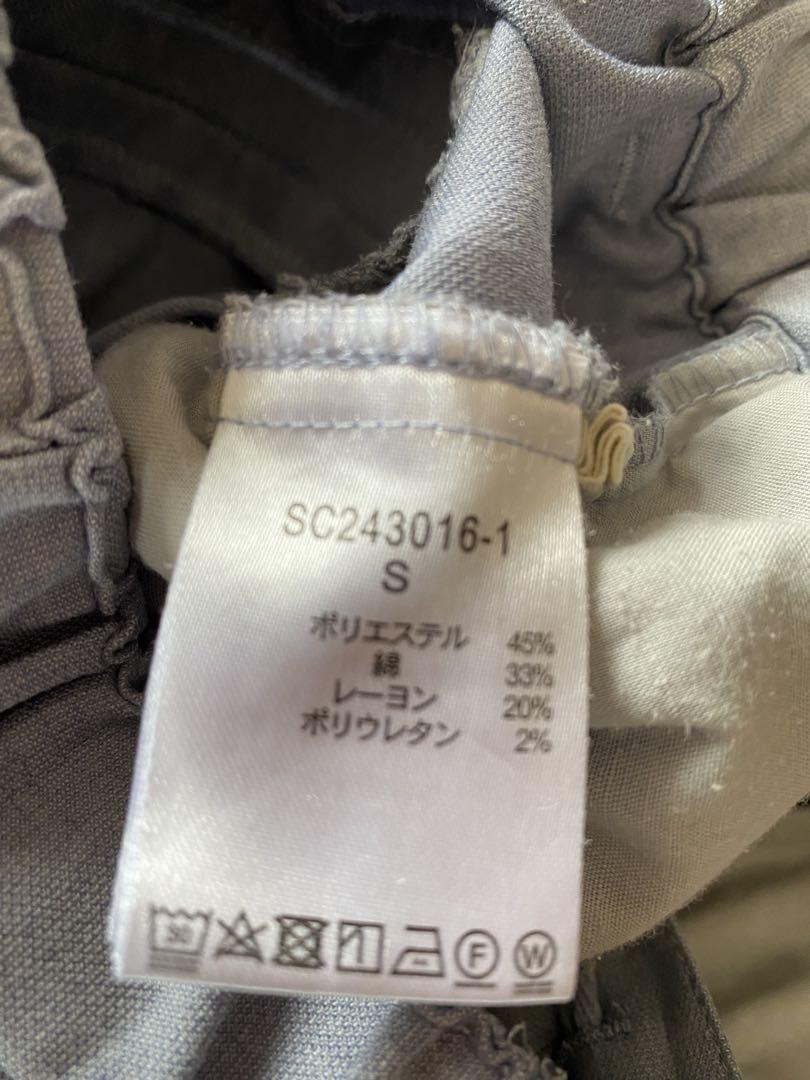 SC243016-1
S
ポリエステル 45%
綿 33%
レーヨン 20%
ポリウレタン 2%
30 F W